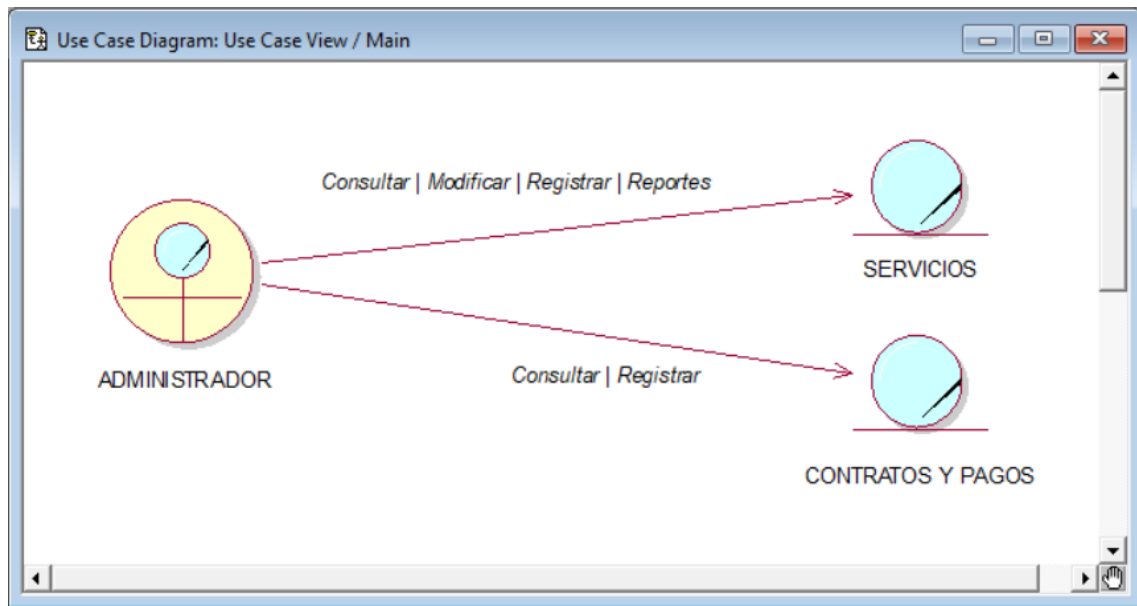 Use Case Diagram: Use Case View / Main
Consultar | Modificar | Registrar | Reportes
SERVICIOS
ADMINISTRADOR
Consultar | Registrar
CONTRATOS Y PAGOS